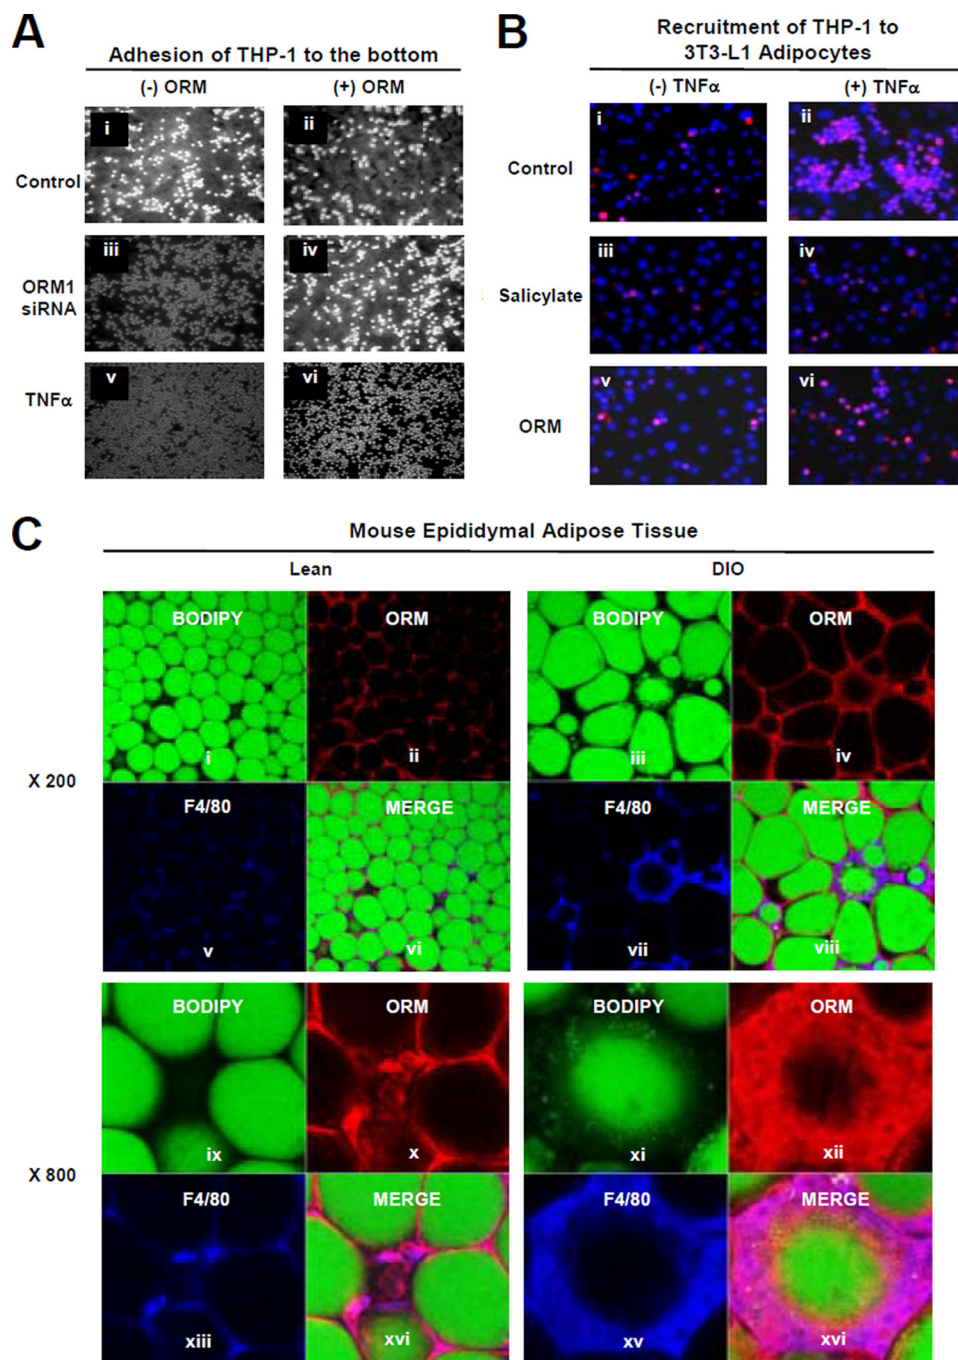 A
Adhesion of THP-1 to the bottom
(-) ORM
(+) ORM
Control
i
ii
ORM1
siRNA
iii
iv
TNFα
v
vi
B
Recruitment of THP-1 to
3T3-L1 Adipocytes
(-) TNFα
(+) TNFα
Control
i
ii
Salicylate
iii
iv
ORM
v
vi
C
Mouse Epididymal Adipose Tissue
Lean
DIO
X 200
BODIPY
i
ORM
ii
BODIPY
iii
ORM
iv
F4/80
v
MERGE
vi
F4/80
vii
MERGE
viii
X 800
BODIPY
ix
ORM
x
BODIPY
xi
ORM
xii
F4/80
xiii
MERGE
xvi
F4/80
xv
MERGE
xvi